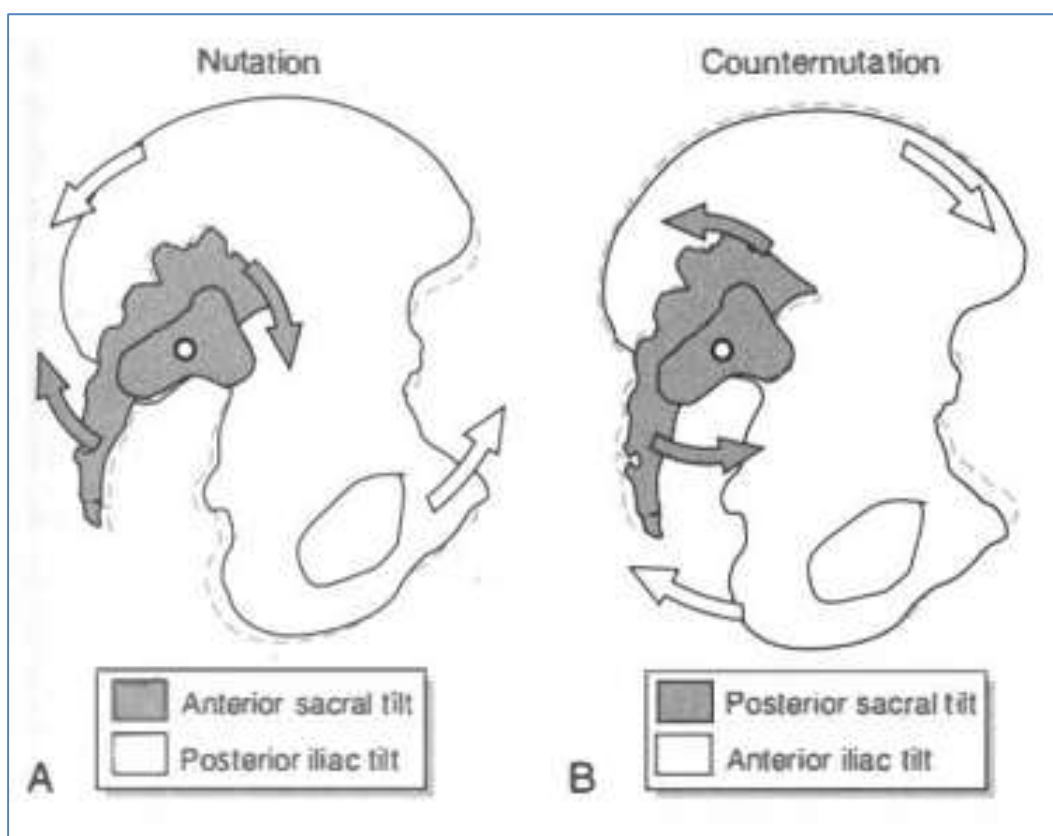 Nutation
Counternutation
Anterior sacral tilt
Posterior iliac tilt
A
Posterior sacral tilt
Anterior iliac tilt
B